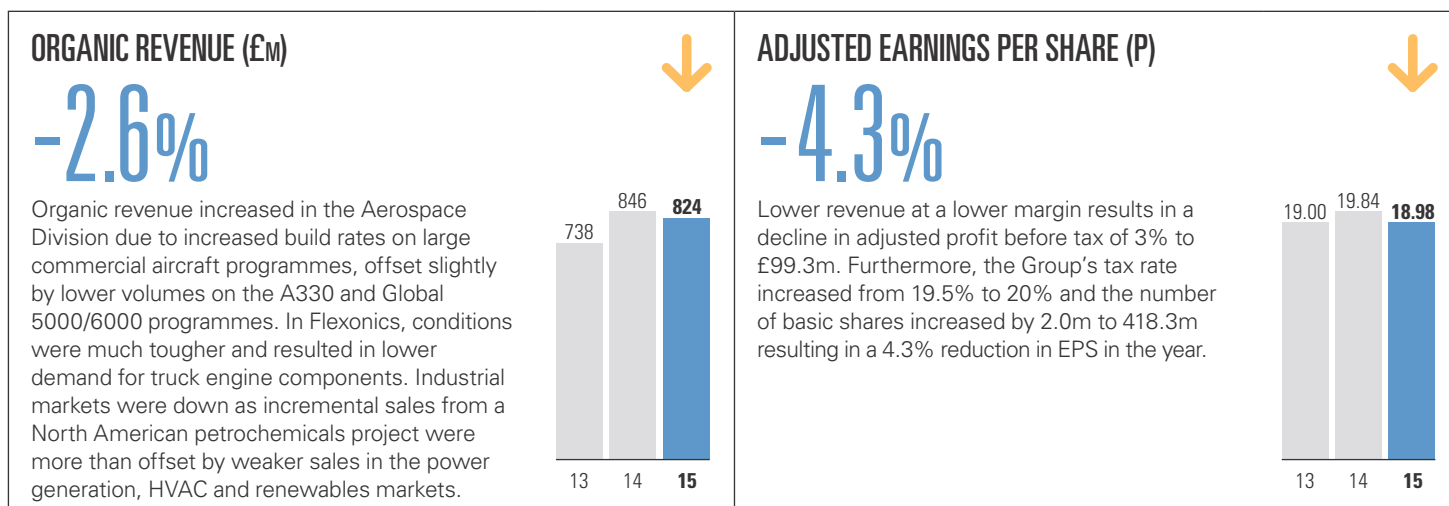 ORGANIC REVENUE (£M)
-2.6%
Organic revenue increased in the Aerospace
Division due to increased build rates on large
commercial aircraft programmes, offset slightly
by lower volumes on the A330 and Global
5000/6000 programmes. In Flexonics, conditions
were much tougher and resulted in lower
demand for truck engine components. Industrial
markets were down as incremental sales from a
North American petrochemicals project were
more than offset by weaker sales in the power
generation, HVAC and renewables markets.
738 846 824
13 14 15
ADJUSTED EARNINGS PER SHARE (P)
-4.3%
Lower revenue at a lower margin results in a
decline in adjusted profit before tax of 3% to
£99.3m. Furthermore, the Group's tax rate
increased from 19.5% to 20% and the number
of basic shares increased by 2.0m to 418.3m
resulting in a 4.3% reduction in EPS in the year.
19.00 19.84 18.98
13 14 15